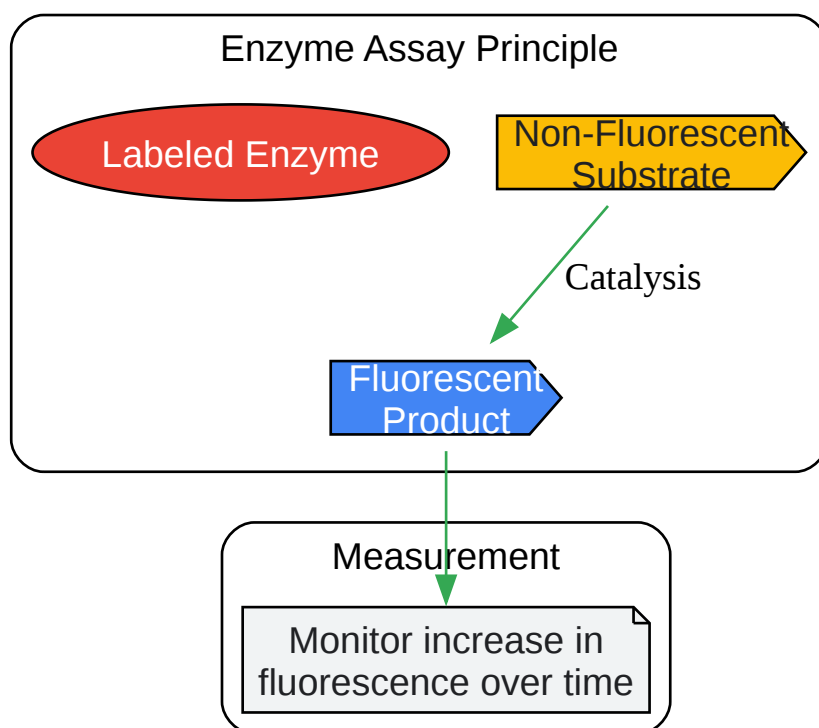 Enzyme Assay Principle
Labeled Enzyme
Non-Fluorescent
Substrate
Catalysis
Fluorescent
Product
Measurement
Monitor increase in
fluorescence over time